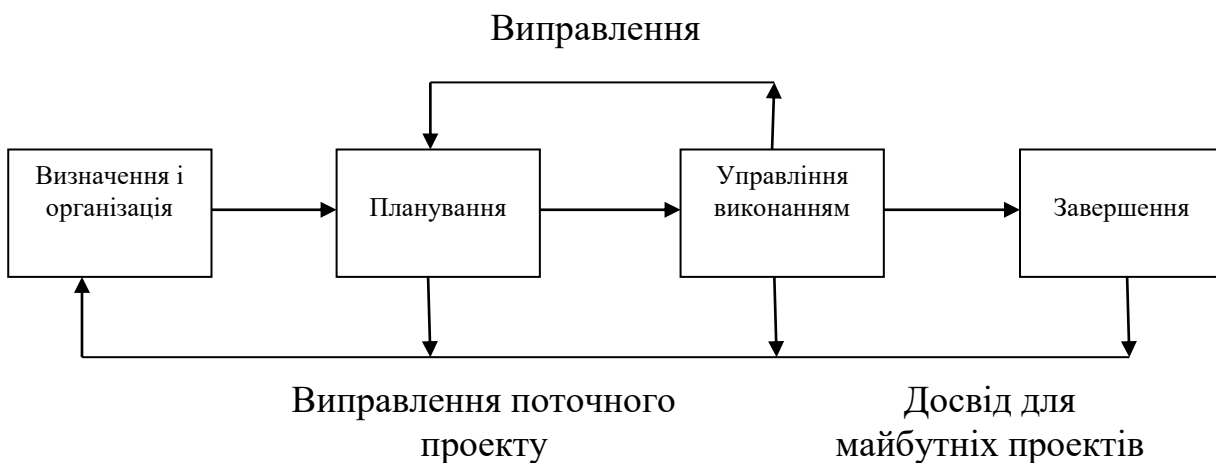 Виправлення
Визначення і
організація
Планування
Управління
виконанням
Завершення
Виправлення поточного
проекту
Досвід для
майбутніх проектів